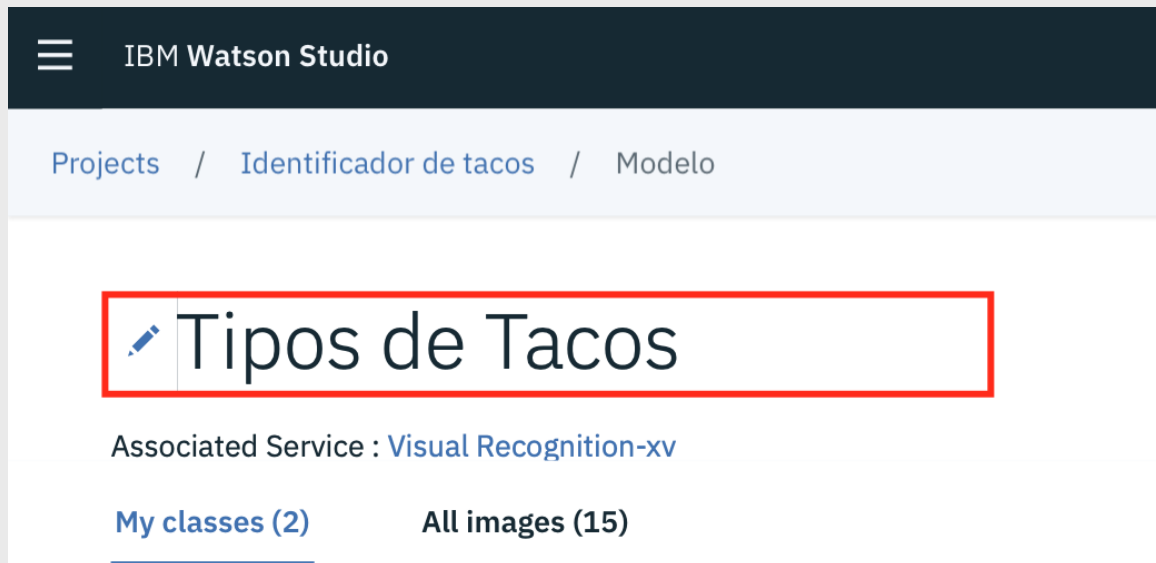 IBM Watson Studio
Projects / Identificador de tacos / Modelo
Tipos de Tacos
Associated Service : Visual Recognition-xv
My classes (2) All images (15)